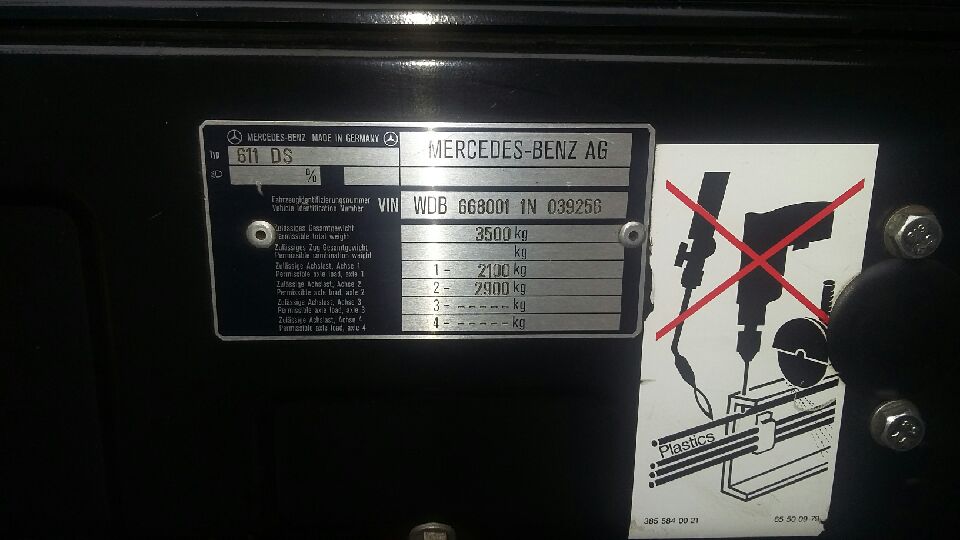 MERCEDES-BENZ MADE IN GERMANY
Typ 611 DS
MERCEDES-BENZ AG
%
Fahrzeugidentifizierungsnummer
Vehicle Identification Number VIN WDB 668001 1N 039256
Zulässiges Gesamtgewicht
Permissible total weight 3500 kg
Zulässiges Zug Gesamtgewicht
Permissible combination weight kg
Zulässige Achslast, Achse 1
Permissible axle load, axle 1 1 - 2100 kg
Zulässige Achslast, Achse 2
Permissible axle load, axle 2 2 - 2900 kg
Zulässige Achslast, Achse 3
Permissible axle load, axle 3 3 - ----- kg
Zulässige Achslast, Achse 4
Permissible axle load, axle 4 4 - ----- kg
Plastics
385 584 00 21 65 50 09 79